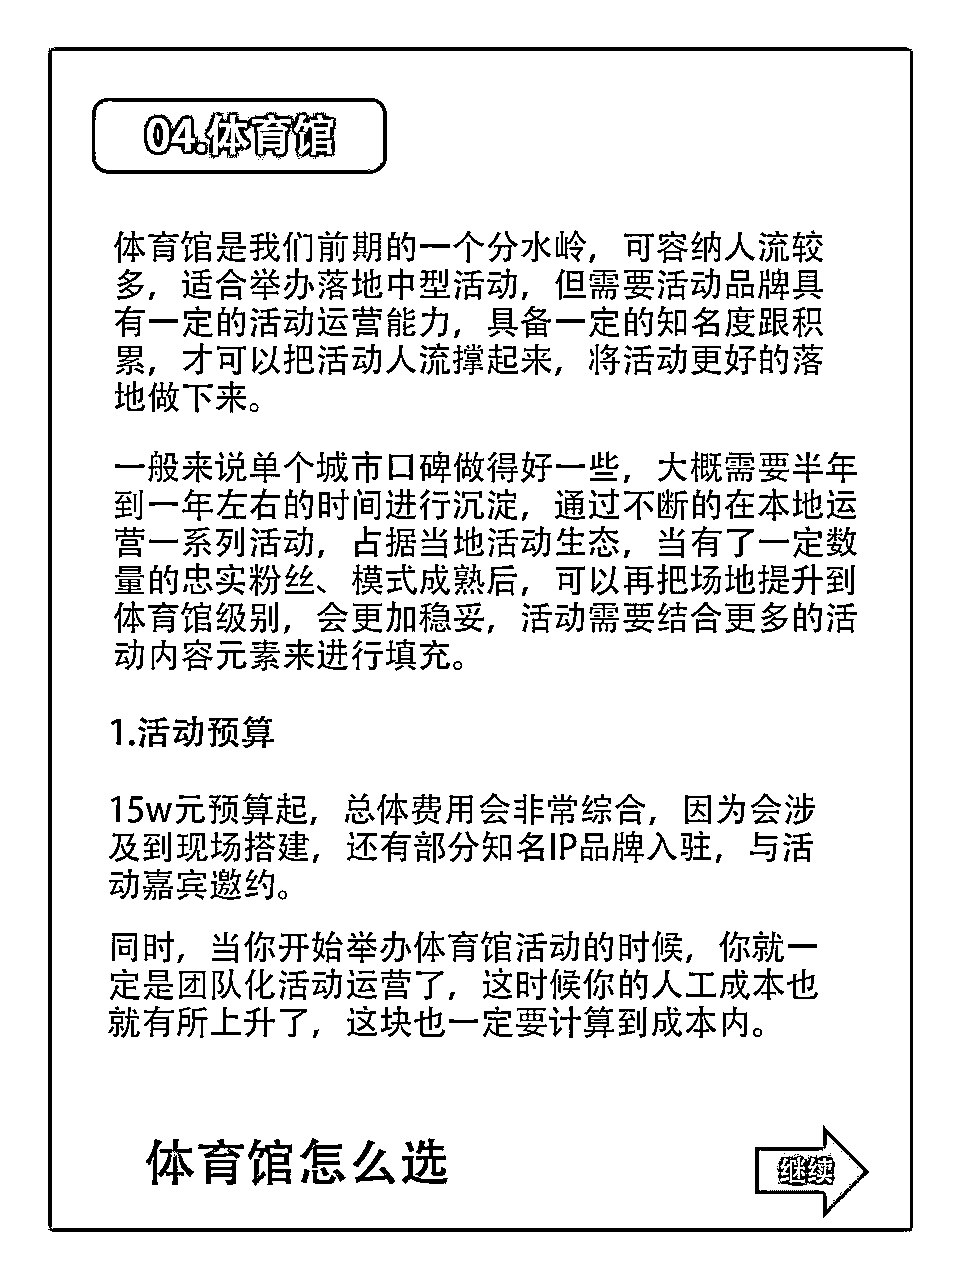 04.体育馆
体育馆是我们前期的一个分水岭，可容纳人流较
多，适合举办落地中型活动，但需要活动品牌具
有一定的活动运营能力，具备一定的知名度跟积
累，才可以把活动人流撑起来，将活动更好的落
地做下来。
一般来说单个城市口碑做得好一些，大概需要半年
到一年左右的时间进行沉淀，通过不断的在本地运
营一系列活动，占据当地活动生态，当有了一定数
量的忠实粉丝、模式成熟后，可以再把场地提升到
体育馆级别，会更加稳妥，活动需要结合更多的活
动内容元素来进行填充。
1.活动预算
15w元预算起，总体费用会非常综合，因为会涉
及到现场搭建，还有部分知名IP品牌入驻，与活
动嘉宾邀约。
同时，当你开始举办体育馆活动的时候，你就一
定是团队化活动运营了，这时候你的人工成本也
就有所上升了，这块也一定要计算到成本内。
体育馆怎么选
继续